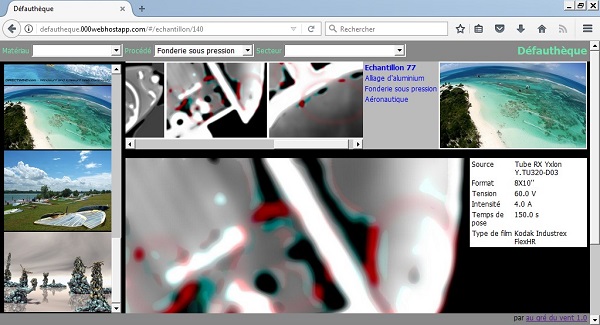 Défauthèque
defautheque.000webhostapp.com/#/echantillon/140
Rechercher
Matériau
Procédé Fonderie sous pression
Secteur
Défauthèque
Echantillon 77
Alliage d'aluminium
Fonderie sous pression
Aéronautique
Source Tube RX Yxlon
Y.TU320-D03
Format 8X10"
Tension 60.0 V
Intensité 4.0 A
Temps de pose 150.0 s
Type de film Kodak Industrex
FlexHR
par au gré du vent 1.0